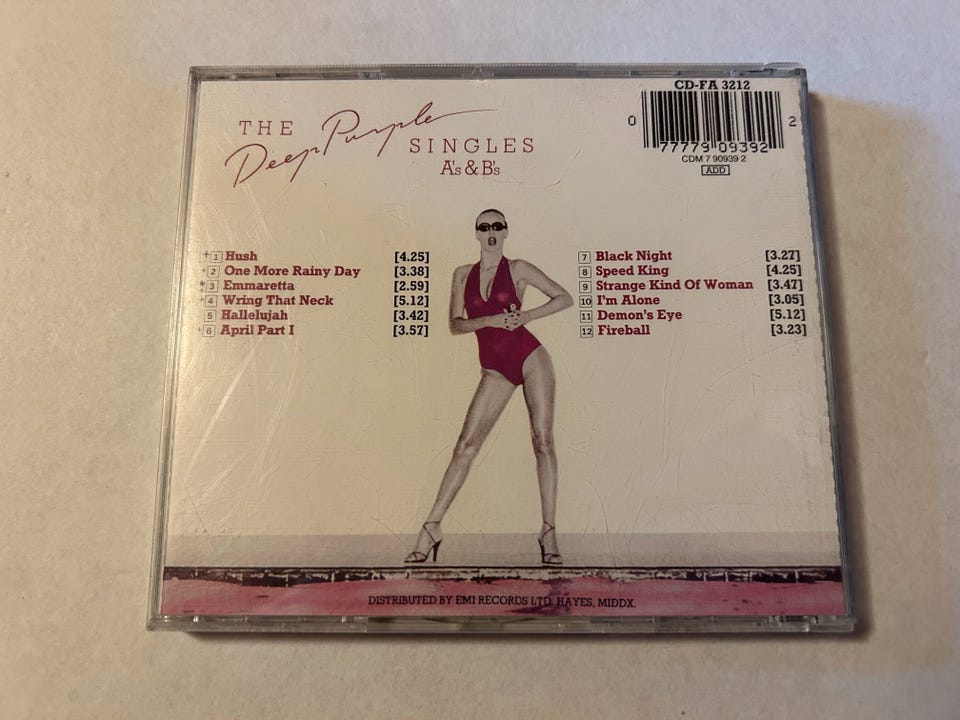 THE Deep Purple SINGLES
A's & B's
CD-FA 3212
0 77779 09392 2
CDM 7 90939 2
ADD
+ 1 Hush [4.25]
+ 2 One More Rainy Day [3.38]
* 3 Emmaretta [2.59]
+ 4 Wring That Neck [5.12]
5 Hallelujah [3.42]
+ 6 April Part I [3.57]
7 Black Night [3.27]
8 Speed King [4.25]
9 Strange Kind Of Woman [3.47]
10 I'm Alone [3.05]
11 Demon's Eye [5.12]
12 Fireball [3.23]
DISTRIBUTED BY EMI RECORDS LTD. HAYES, MIDDX.